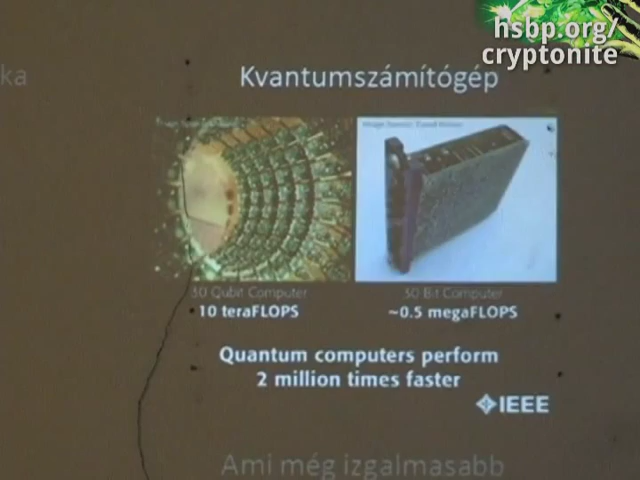 hsbp.org/
cryptonite
ka
Kvantumszámítógép
30 Qubit Computer
30 Bit Computer
10 teraFLOPS
~0.5 megaFLOPS
Quantum computers perform
2 million times faster
IEEE
Ami még izgalmasabb